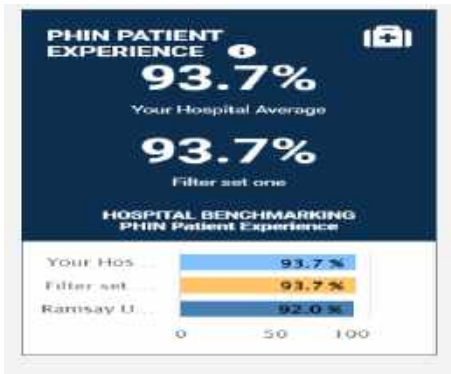 PHIN PATIENT
EXPERIENCE i
93.7%
Your Hospital Average
93.7%
Filter set one
HOSPITAL BENCHMARKING
PHIN Patient Experience
Your Hos... 93.7 %
Filter set... 93.7 %
Ramsay U... 92.0 %
0 50 100